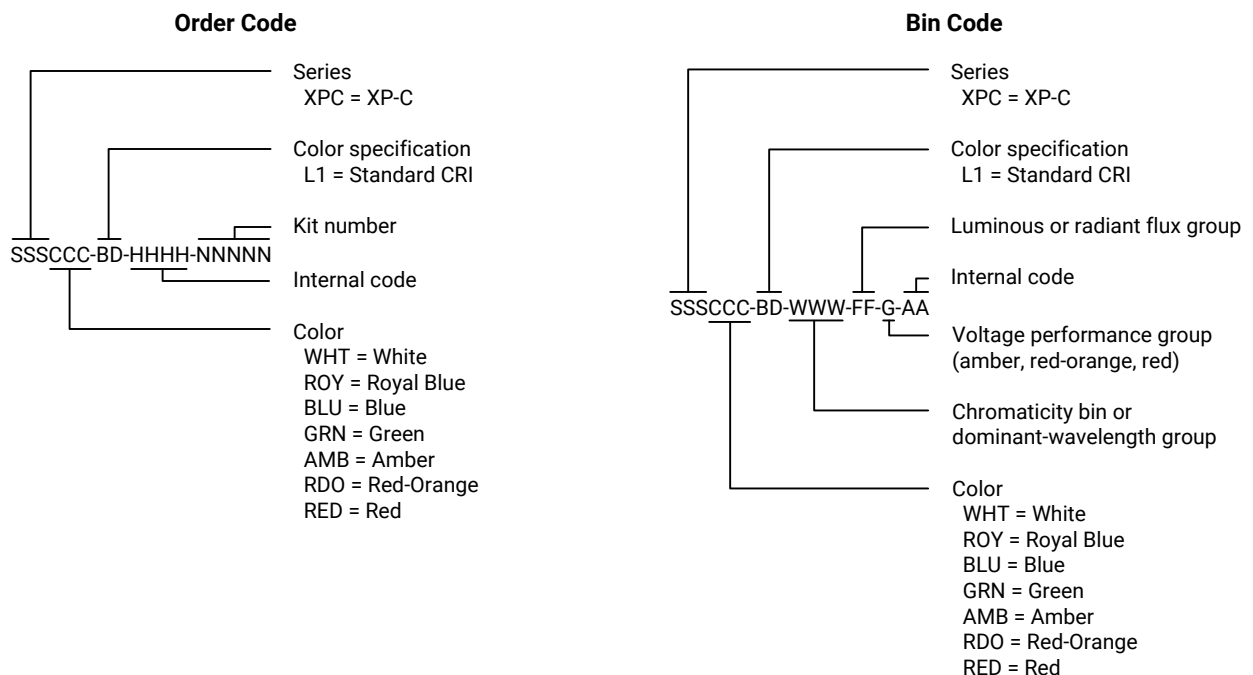 Order Code
Series
XPC = XP-C
Color specification
L1 = Standard CRI
Kit number
SSSCCC-BD-HHHH-NNNNN
Internal code
Color
WHT = White
ROY = Royal Blue
BLU = Blue
GRN = Green
AMB = Amber
RDO = Red-Orange
RED = Red
Bin Code
Series
XPC = XP-C
Color specification
L1 = Standard CRI
Luminous or radiant flux group
Internal code
SSSCCC-BD-WWW-FF-G-AA
Voltage performance group
(amber, red-orange, red)
Chromaticity bin or
dominant-wavelength group
Color
WHT = White
ROY = Royal Blue
BLU = Blue
GRN = Green
AMB = Amber
RDO = Red-Orange
RED = Red